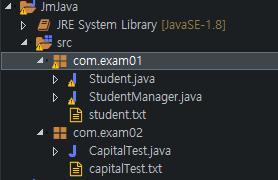 JmJava
JRE System Library [JavaSE-1.8]
src
com.exam01
Student.java
StudentManager.java
student.txt
com.exam02
CapitalTest.java
capitalTest.txt